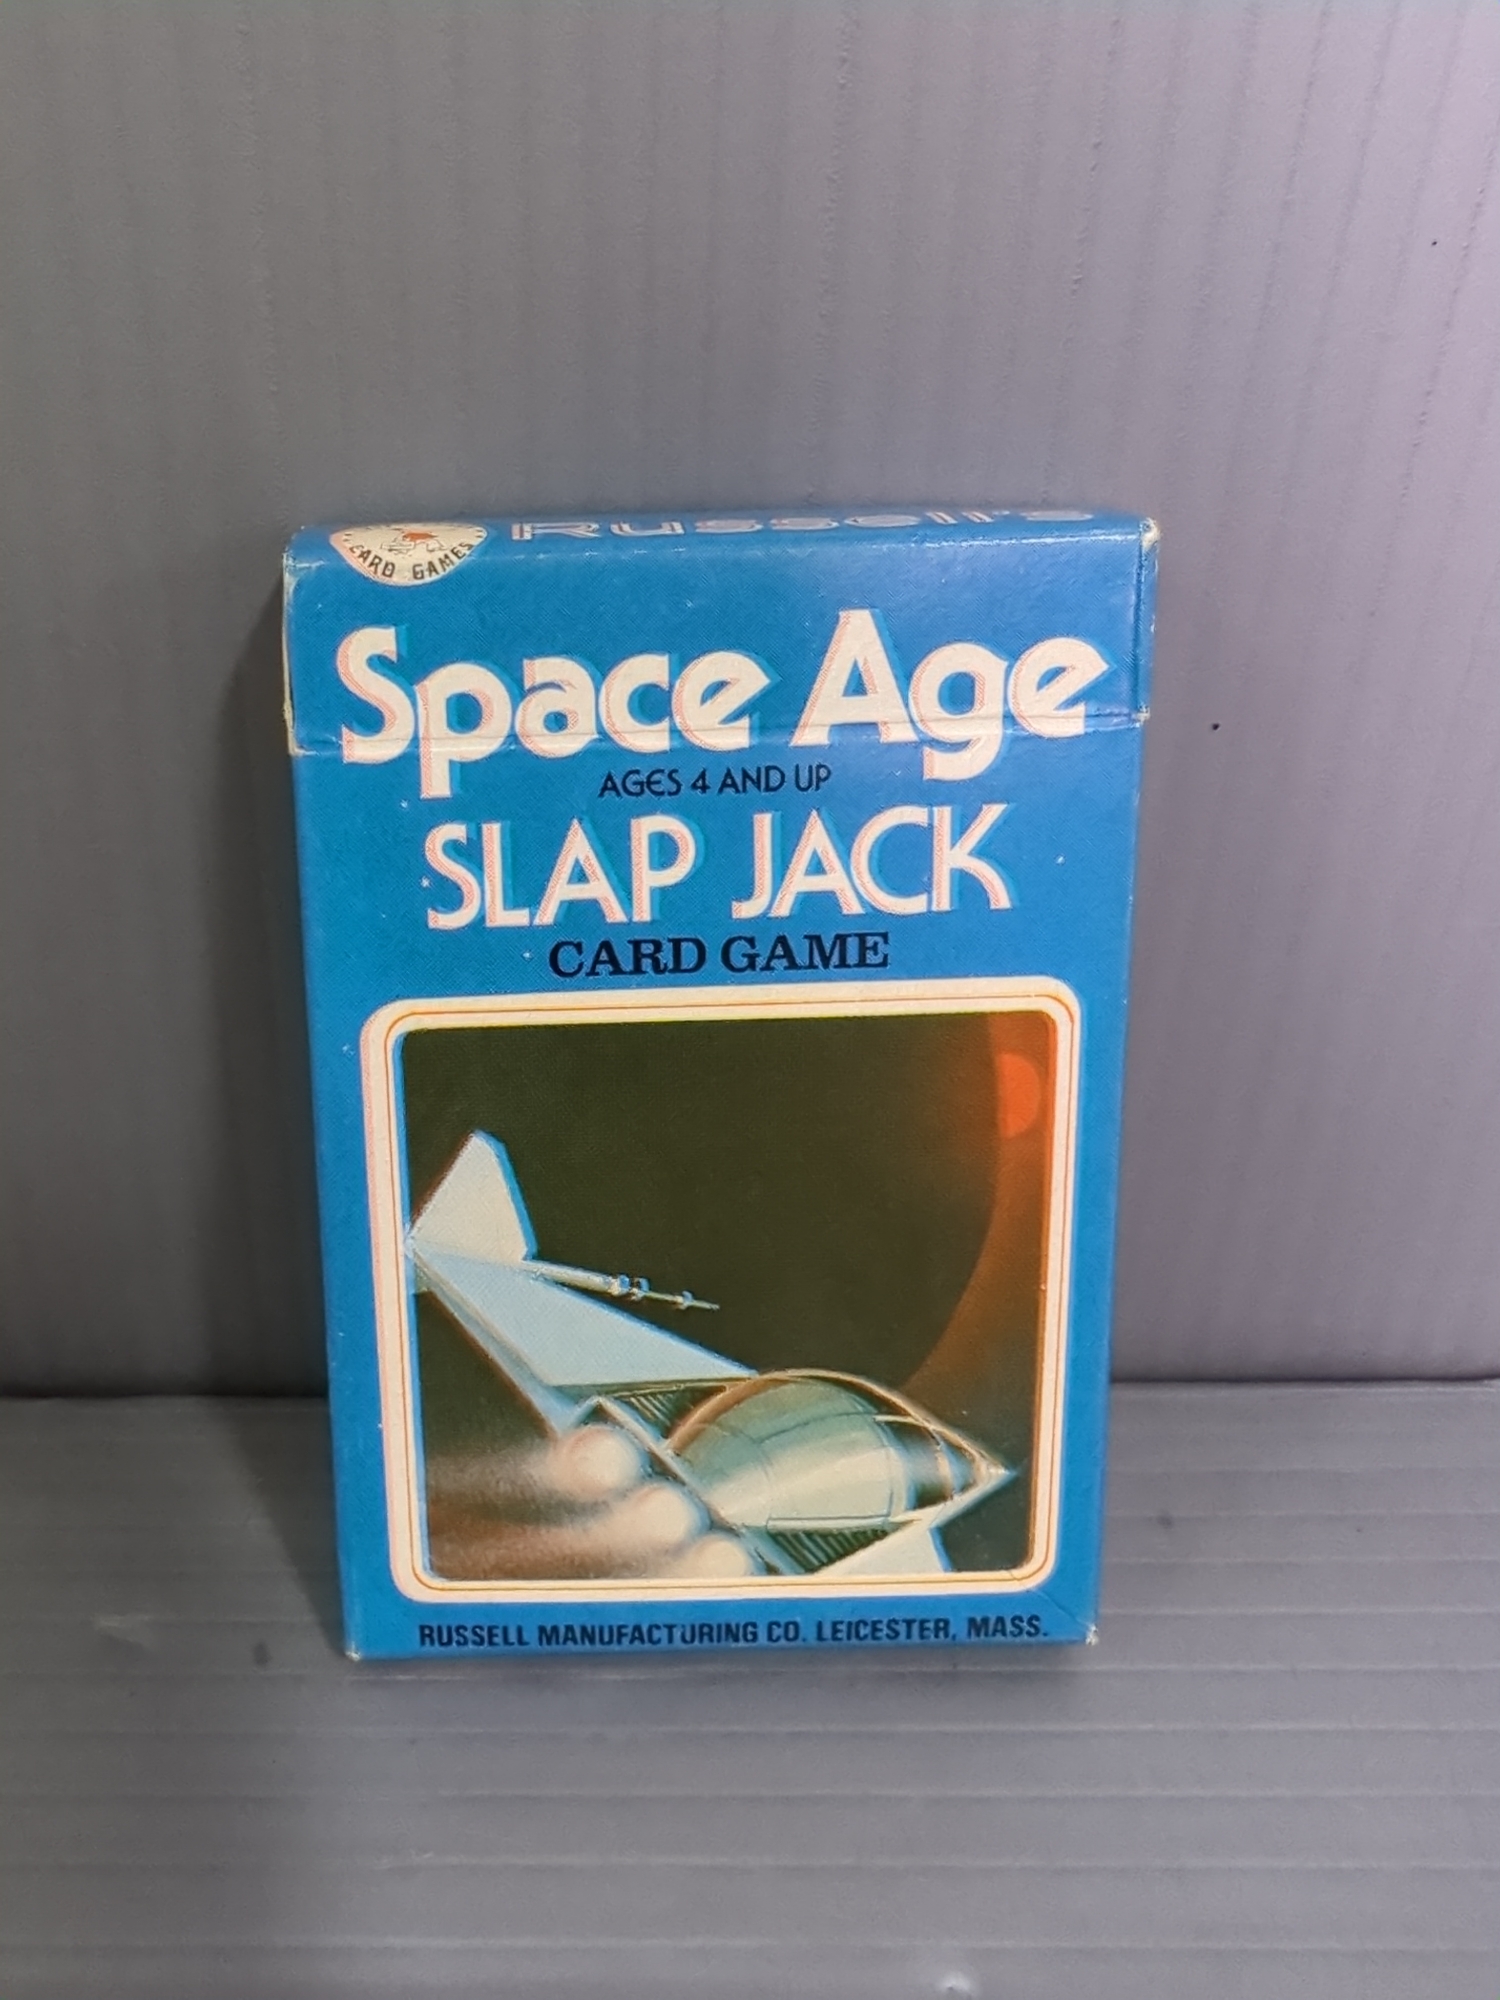 CARD GAMES
Russell's
Space Age
AGES 4 AND UP
SLAP JACK
CARD GAME
RUSSELL MANUFACTURING CO. LEICESTER, MASS.